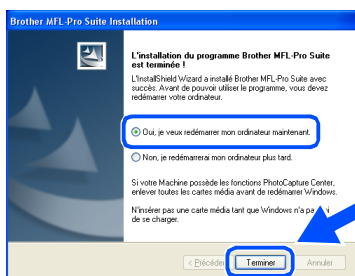 Brother MFL-Pro Suite Installation
L'installation du programme Brother MFL-Pro Suite
est terminée !
L'InstallShield Wizard a installé Brother MFL-Pro Suite avec
succès. Avant de pouvoir utiliser le programme, vous devez
redémarrer votre ordinateur.
Oui, je veux redémarrer mon ordinateur maintenant.
Non, je redémarrerai mon ordinateur plus tard.
Si votre Machine possède les fonctions PhotoCapture Center,
enlever toutes les cartes média avant de redémarrer Windows.
N'insérer pas une carte média tant que Windows n'a
de se charger.
< Précéden
Terminer
Annuler